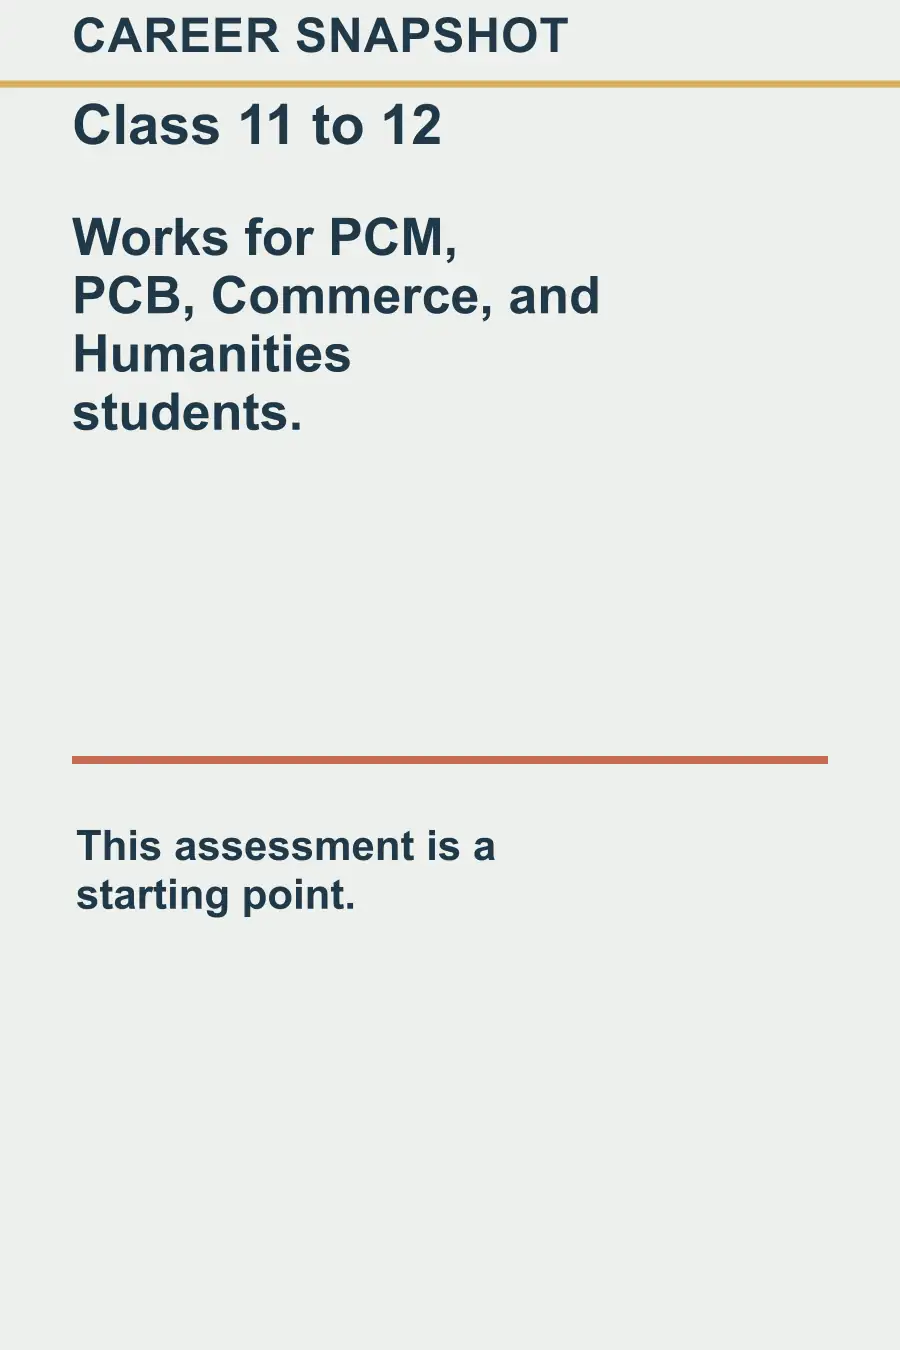 CAREER SNAPSHOT
Class 11 to 12
Works for PCM,
PCB, Commerce, and
Humanities
students.
This assessment is a
starting point.